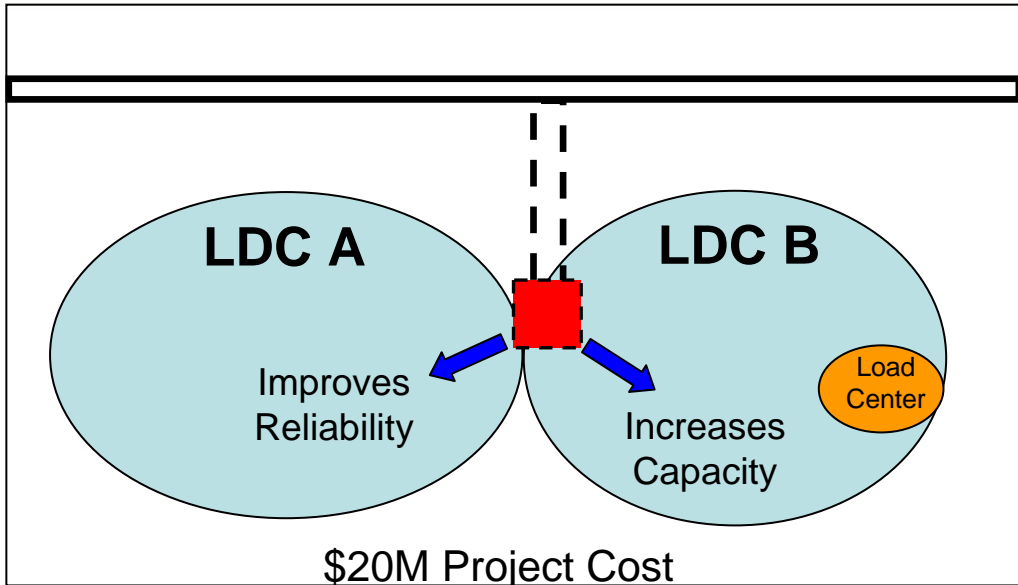 LDC A
LDC B
Improves
Reliability
Increases
Capacity
Load
Center
$20M Project Cost